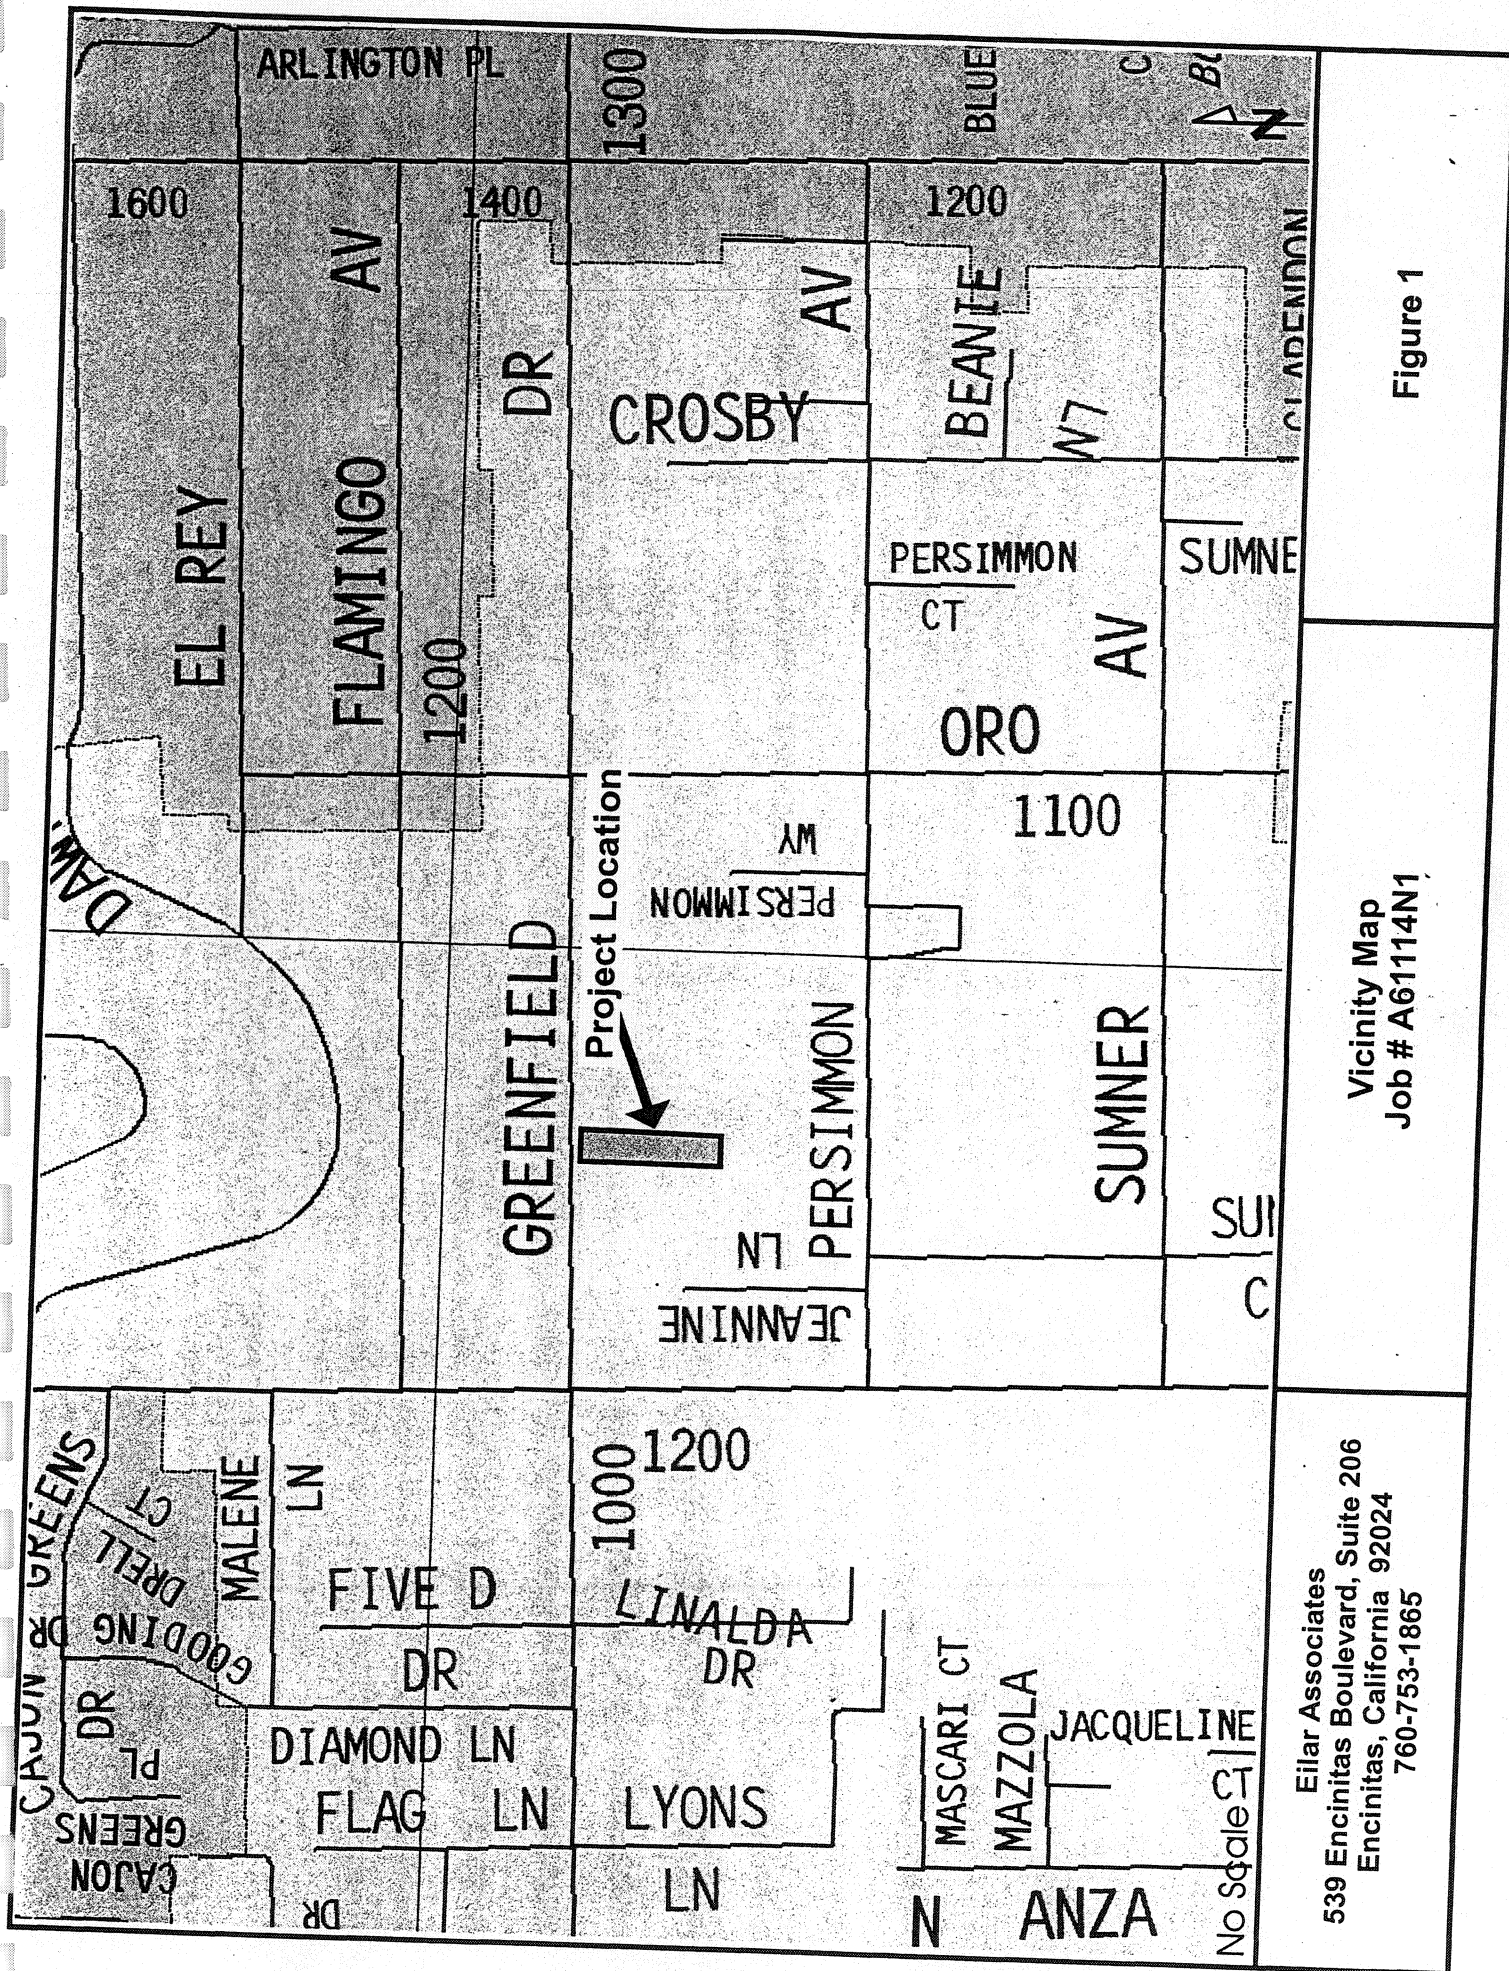 ARLINGTON PL
1300
BLUE
C
N
1600
1400
1200
EL REY
FLAMINGO AV
1200
GREENFIELD DR
CROSBY
PERSIMMON AV
BEANIE
LN
PERSIMMON
CT
SUMNE
SUMNER AV
ORO
1100
PERSIMMON
WY
Project Location
JEANNINE
LN
C
1000
1200
MALENE
LN
GOODING
DRELL
CT
CAJON GREENS
DR
DR
PL
CAJON
GREENS
FIVE D
DR
LINALDA
DR
DIAMOND LN
FLAG LN
LYONS
LN
DR
MASCARI CT
MAZZOLA
JACQUELINE
CT
N ANZA
No Scale
Eilar Associates
539 Encinitas Boulevard, Suite 206
Encinitas, California 92024
760-753-1865
Vicinity Map
Job # A61114N1
Figure 1